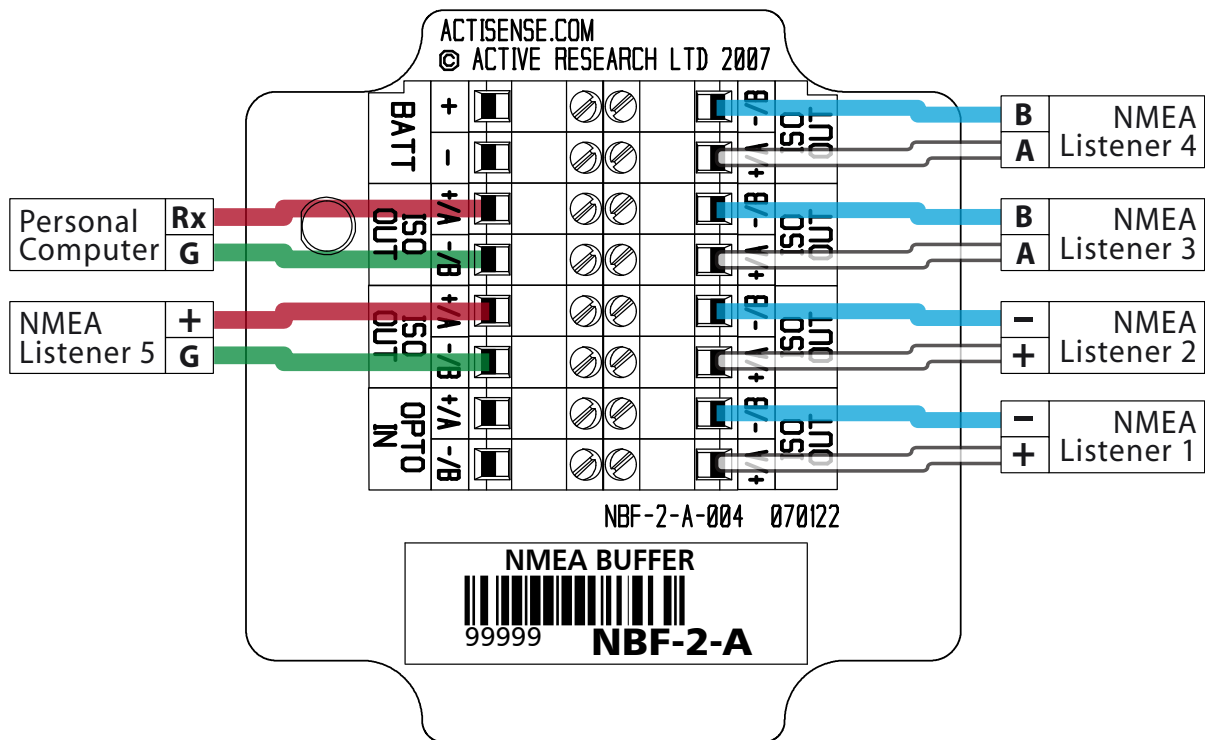 ACTISENSE.COM
© ACTIVE RESEARCH LTD 2007
BATT
+
-
ISO
OUT
+/A
-/B
ISO
OUT
+/A
-/B
OPTO
IN
+/A
-/B
-/B
+/A
ISO
OUT
-/B
+/A
ISO
OUT
-/B
+/A
ISO
OUT
-/B
+/A
ISO
OUT
Personal
Computer
Rx
G
NMEA
Listener 5
+
G
B
A
NMEA
Listener 4
B
A
NMEA
Listener 3
-
+
NMEA
Listener 2
-
+
NMEA
Listener 1
NBF-2-A-004 070122
NMEA BUFFER
99999 NBF-2-A